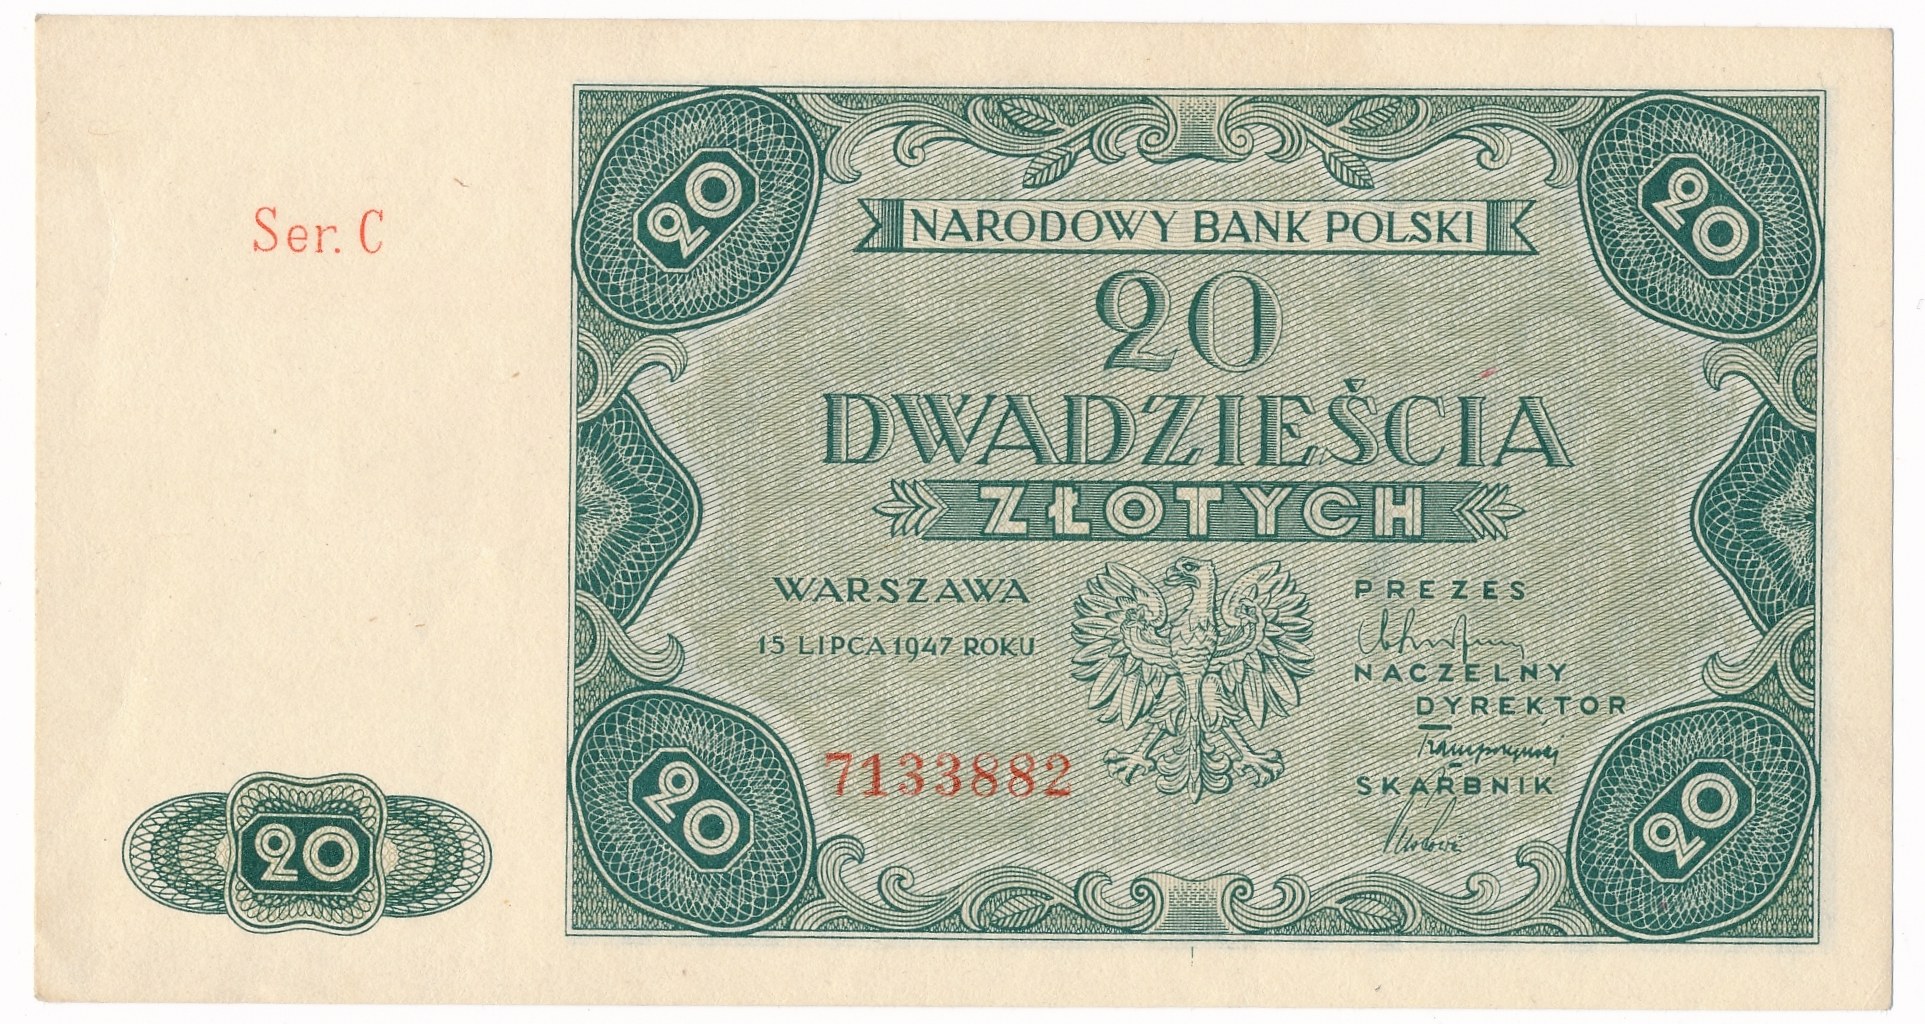 20
20
Ser. C
NARODOWY BANK POLSKI
20
DWADZIEŚCIA
ZŁOTYCH
WARSZAWA
15 LIPCA 1947 ROKU
PREZES
NACZELNY
DYREKTOR
SKARBNIK
7133882
20
20
20